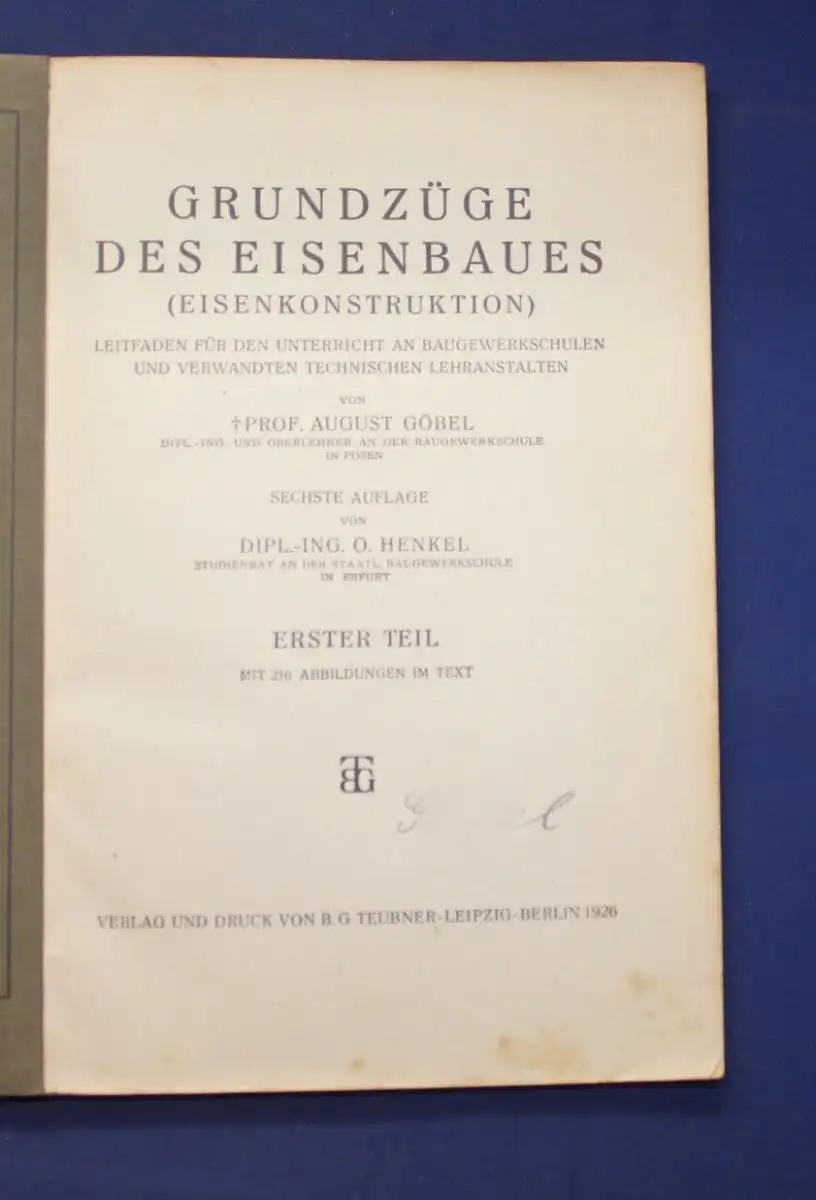 GRUNDZÜGE
DES EISENBAUES
(EISENKONSTRUKTION)
LEITFADEN FÜR DEN UNTERRICHT AN BAUGEWERKSCHULEN
UND VERWANDTEN TECHNISCHEN LEHRANSTALTEN
VON
†PROF. AUGUST GÖBEL
DIPL.-ING. UND OBERLEHRER AN DER BAUGEWERKSCHULE
IN POSEN
SECHSTE AUFLAGE
VON
DIPL.-ING. O. HENKEL
STUDIENRAT AN DER STAATL. BAUGEWERKSCHULE
IN ERFURT
ERSTER TEIL
MIT 216 ABBILDUNGEN IM TEXT
BTG
VERLAG UND DRUCK VON B. G TEUBNER-LEIPZIG-BERLIN 1926